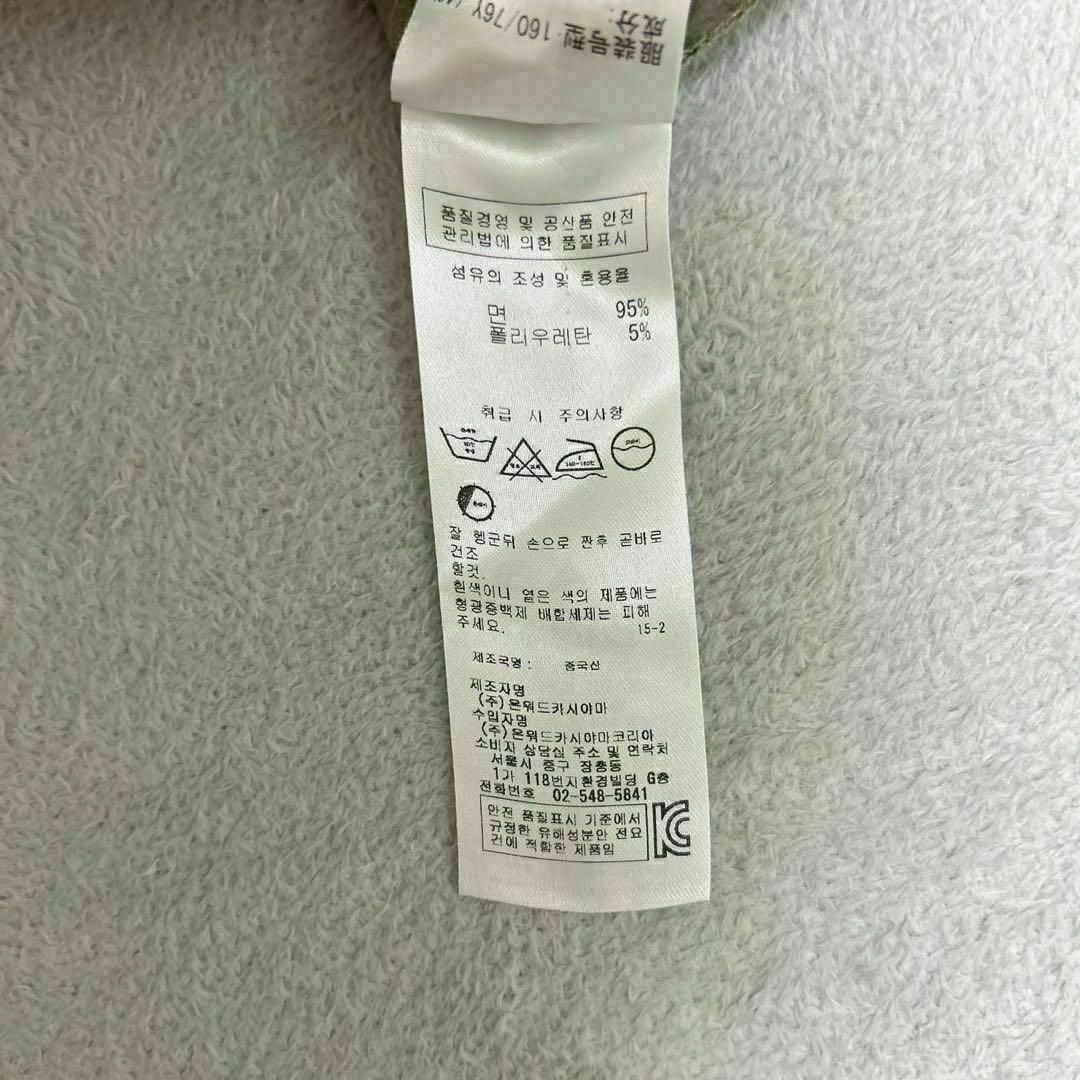 服装号型: 160/76Y
成分:
품질경영 및 공산품 안전
관리법에 의한 품질표시
섬유의 조성 및 혼용율
면 95%
폴리우레탄 5%
취급 시 주의사항
잘 헹군뒤 손으로 짠후 곧바로
건조
할것.
흰색이나 옅은 색의 제품에는
형광증백제 배합세제는 피해
주세요. 15-2
제조국명: 중국산
제조자명
(주)온워드카시야마
수입자명
(주)온워드카시야마코리아
소비자 상담실 주소 및 연락처
서울시 중구 장충동
1가 118번지환경빌딩 G층
전화번호 02-548-5841
안전 품질표시 기준에서
규정한 유해성분안 전요
건에 적합한 제품임